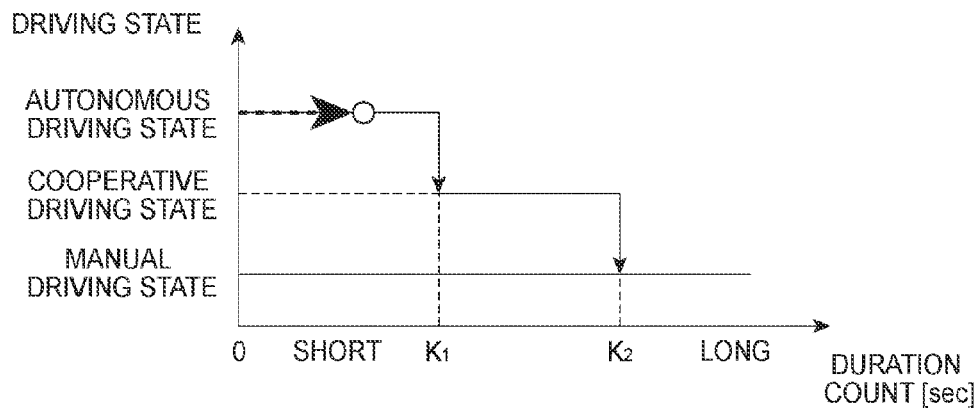 DRIVING STATE
AUTONOMOUS
DRIVING STATE
COOPERATIVE
DRIVING STATE
MANUAL
DRIVING STATE
0 SHORT K1 K2 LONG
DURATION
COUNT [sec]